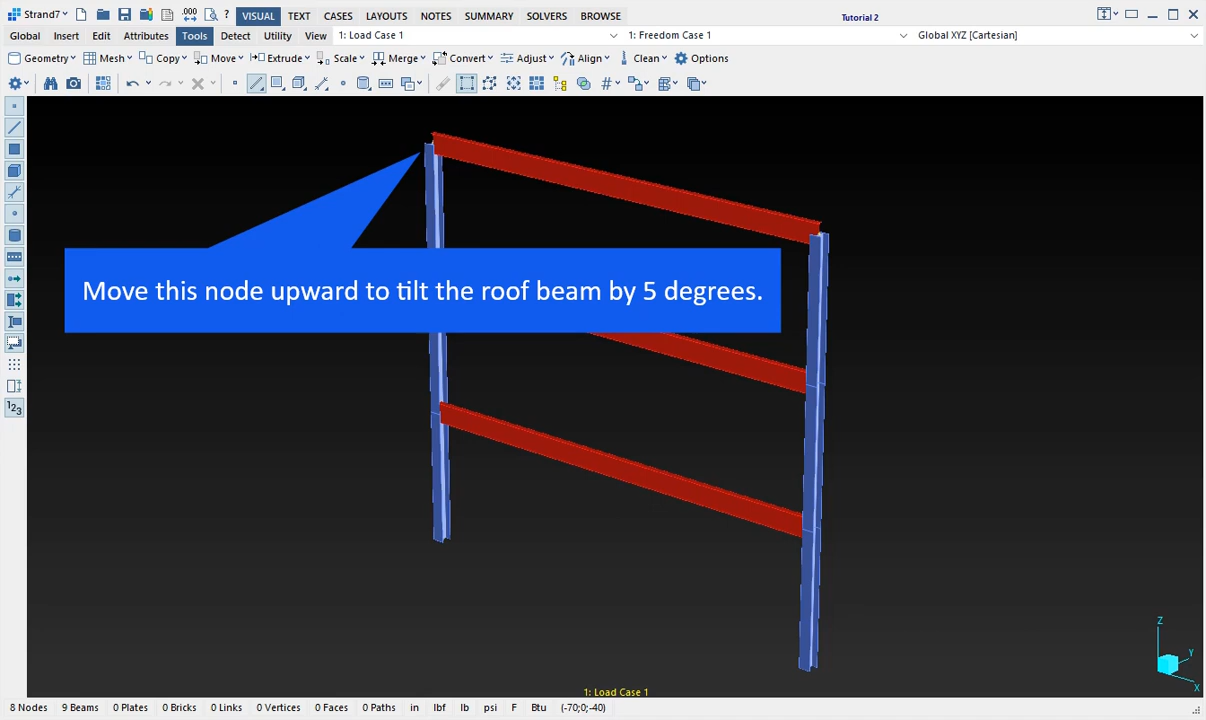 Strand7 .000 ? VISUAL TEXT CASES LAYOUTS NOTES SUMMARY SOLVERS BROWSE Tutorial 2
Global Insert Edit Attributes Tools Detect Utility View 1: Load Case 1 1: Freedom Case 1 Global XYZ [Cartesian]
Geometry Mesh Copy Move Extrude Scale Merge Convert Adjust Align Clean Options
Move this node upward to tilt the roof beam by 5 degrees.
123
Z
Y
X
1: Load Case 1
8 Nodes 9 Beams 0 Plates 0 Bricks 0 Links 0 Vertices 0 Faces 0 Paths in lbf lb psi F Btu (-70;0;-40)